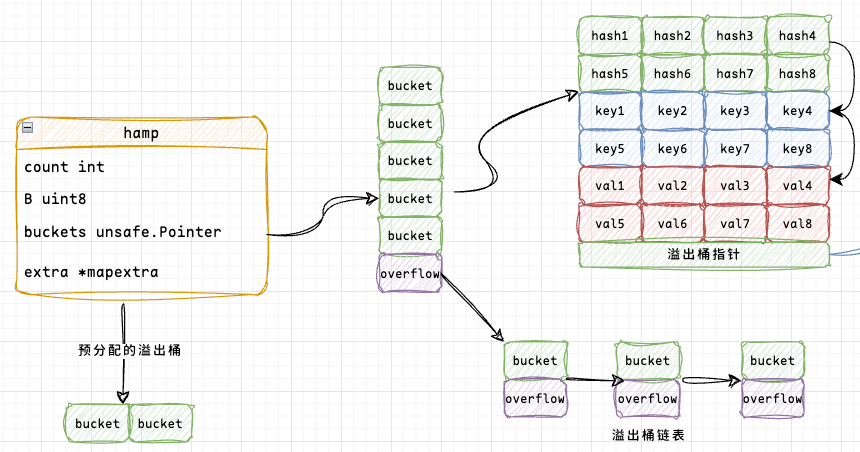 hamp
count int
B uint8
buckets unsafe.Pointer
extra *mapextra
预分配的溢出桶
bucket bucket
bucket
bucket
bucket
bucket
bucket
overflow
hash1 hash2 hash3 hash4
hash5 hash6 hash7 hash8
key1 key2 key3 key4
key5 key6 key7 key8
val1 val2 val3 val4
val5 val6 val7 val8
溢出桶指针
bucket bucket bucket
overflow overflow overflow
溢出桶链表